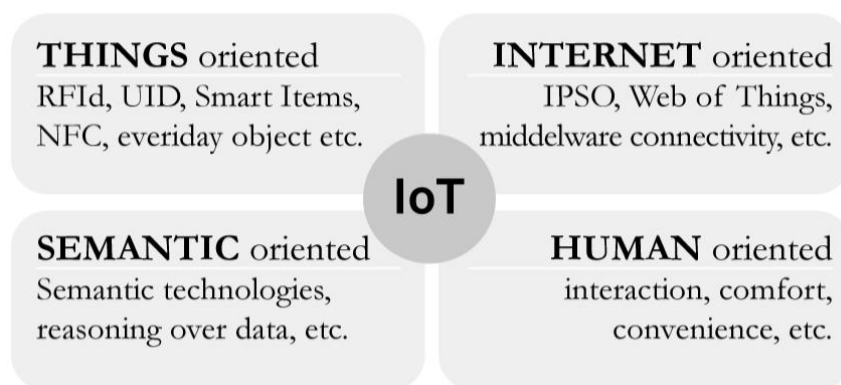 THINGS oriented
RFId, UID, Smart Items,
NFC, everiday object etc.
INTERNET oriented
IPSO, Web of Things,
middelware connectivity, etc.
IoT
SEMANTIC oriented
Semantic technologies,
reasoning over data, etc.
HUMAN oriented
interaction, comfort,
convenience, etc.